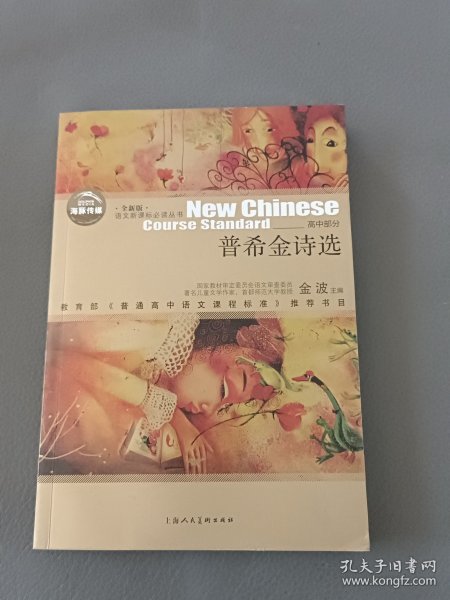 海豚传媒
·全新版·
语文新课标必读丛书
New Chinese
Course Standard
高中部分
普希金诗选
国家教材审定委员会语文审查委员
著名儿童文学作家、首都师范大学教授
金波 主编
教育部《普通高中语文课程标准》推荐书目
上海人民美术出版社
孔夫子旧书网
www.kongfz.com